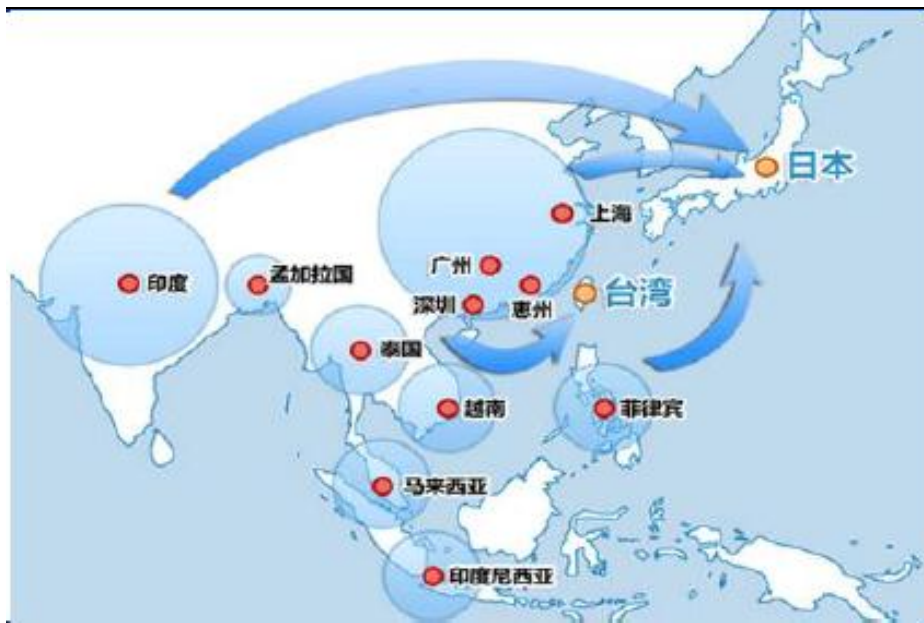 日本
上海
广州
印度
孟加拉国
台湾
深圳
惠州
泰国
越南
菲律宾
马来西亚
印度尼西亚